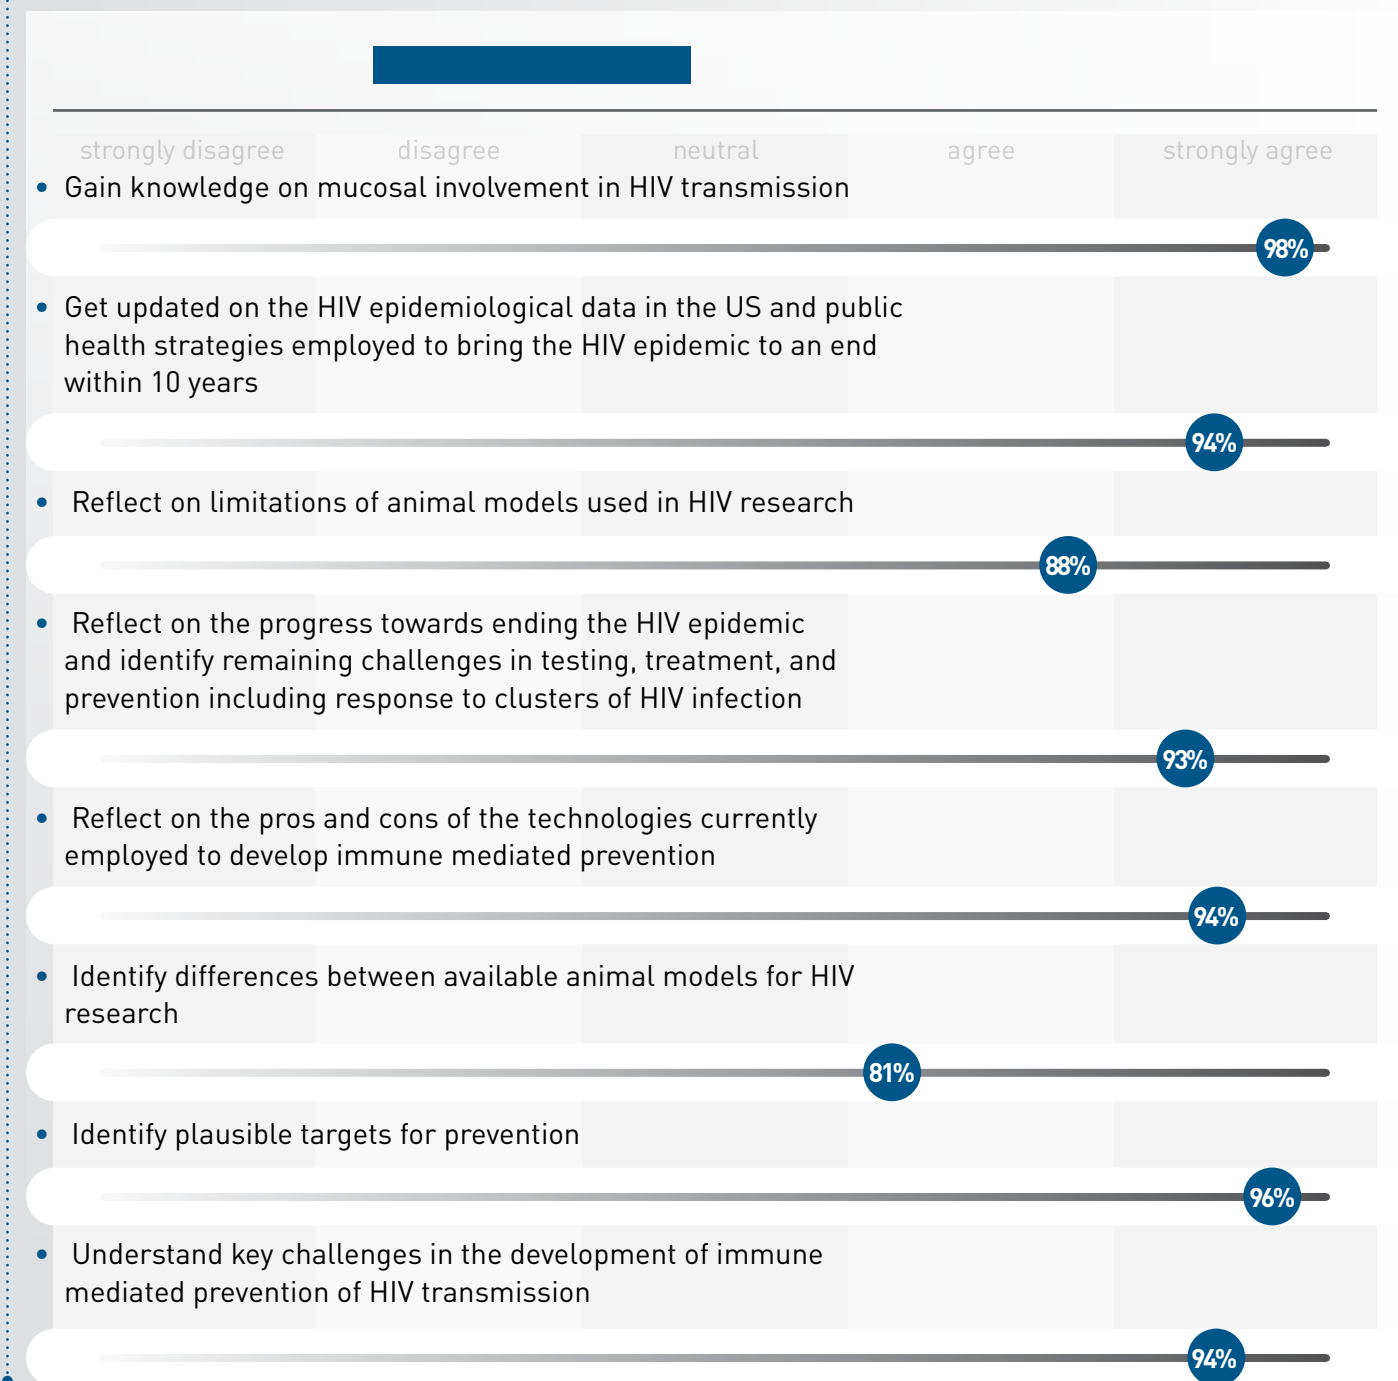 strongly disagree disagree neutral agree strongly agree
• Gain knowledge on mucosal involvement in HIV transmission
98%
• Get updated on the HIV epidemiological data in the US and public
health strategies employed to bring the HIV epidemic to an end
within 10 years
94%
• Reflect on limitations of animal models used in HIV research
88%
• Reflect on the progress towards ending the HIV epidemic
and identify remaining challenges in testing, treatment, and
prevention including response to clusters of HIV infection
93%
• Reflect on the pros and cons of the technologies currently
employed to develop immune mediated prevention
94%
• Identify differences between available animal models for HIV
research
81%
• Identify plausible targets for prevention
96%
• Understand key challenges in the development of immune
mediated prevention of HIV transmission
94%